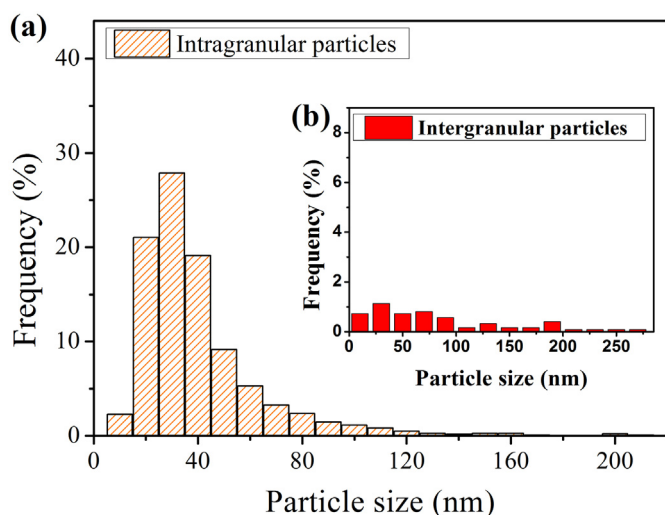 (a)
Intragranular particles
40
30
20
10
0
Frequency (%)
0 40 80 120 160 200
Particle size (nm)
(b)
Intergranular particles
8
6
4
2
0
Frequency (%)
0 50 100 150 200 250
Particle size (nm)